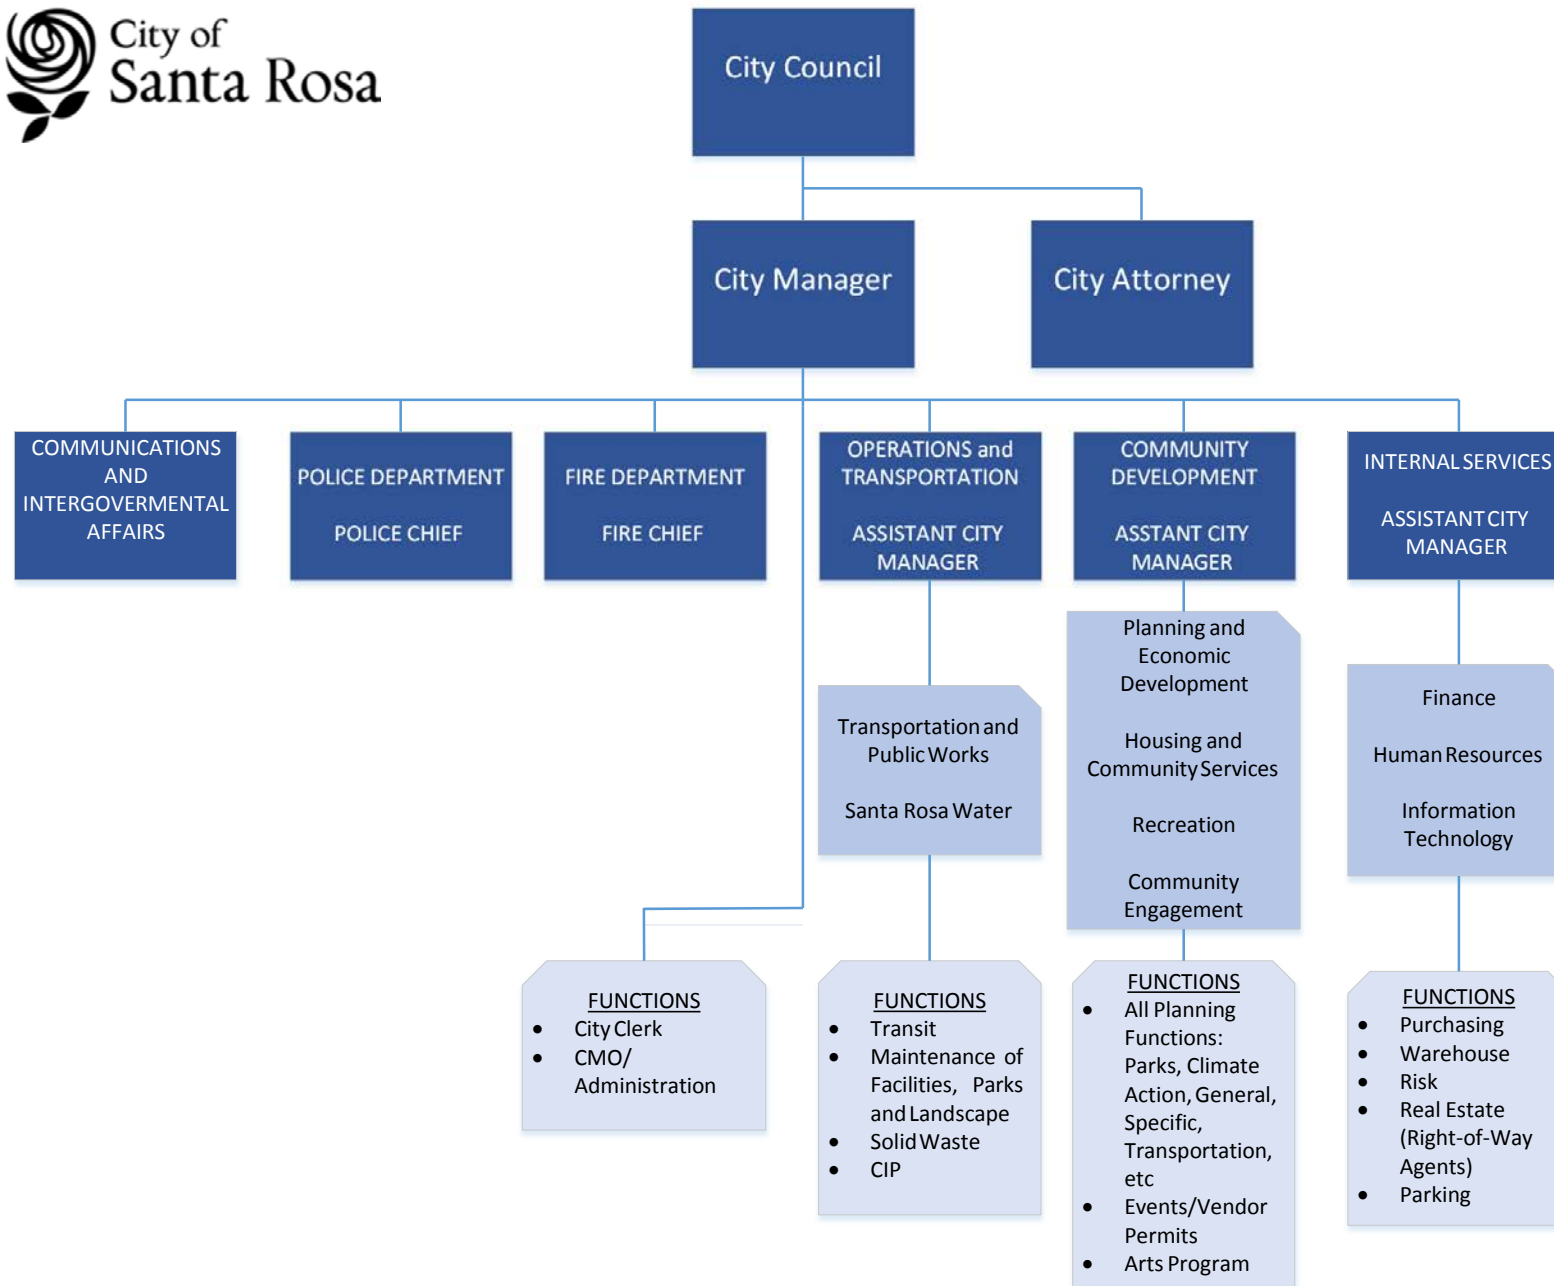 City of
Santa Rosa
City Council
City Manager
City Attorney
COMMUNICATIONS
AND
INTERGOVERMENTAL
AFFAIRS
POLICE DEPARTMENT
POLICE CHIEF
FIRE DEPARTMENT
FIRE CHIEF
OPERATIONS and
TRANSPORTATION
ASSISTANT CITY
MANAGER
COMMUNITY
DEVELOPMENT
ASSTANT CITY
MANAGER
INTERNAL SERVICES
ASSISTANT CITY
MANAGER
Transportation and
Public Works
Santa Rosa Water
Planning and
Economic
Development
Housing and
Community Services
Recreation
Community
Engagement
Finance
Human Resources
Information
Technology
FUNCTIONS
• City Clerk
• CMO/
Administration
FUNCTIONS
• Transit
• Maintenance of
Facilities, Parks
and Landscape
• Solid Waste
• CIP
FUNCTIONS
• All Planning
Functions:
Parks, Climate
Action, General,
Specific,
Transportation,
etc
• Events/Vendor
Permits
• Arts Program
FUNCTIONS
• Purchasing
• Warehouse
• Risk
• Real Estate
(Right-of-Way
Agents)
• Parking